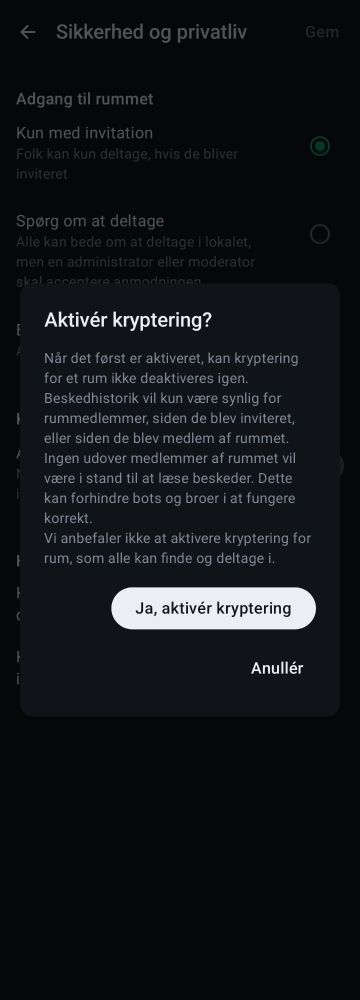 Sikkerhed og privatliv
Gem
Adgang til rummet
Kun med invitation
Folk kan kun deltage, hvis de bliver
inviteret
Spørg om at deltage
Alle kan bede om at deltage i lokalet,
men en administrator eller moderator
skal acceptere anmodningen
Aktivér kryptering?
Når det først er aktiveret, kan kryptering
for et rum ikke deaktiveres igen.
Beskedhistorik vil kun være synlig for
rummedlemmer, siden de blev inviteret,
eller siden de blev medlem af rummet.
Ingen udover medlemmer af rummet vil
være i stand til at læse beskeder. Dette
kan forhindre bots og broer i at fungere
korrekt.
Vi anbefaler ikke at aktivere kryptering for
rum, som alle kan finde og deltage i.
Ja, aktivér kryptering
Anullér